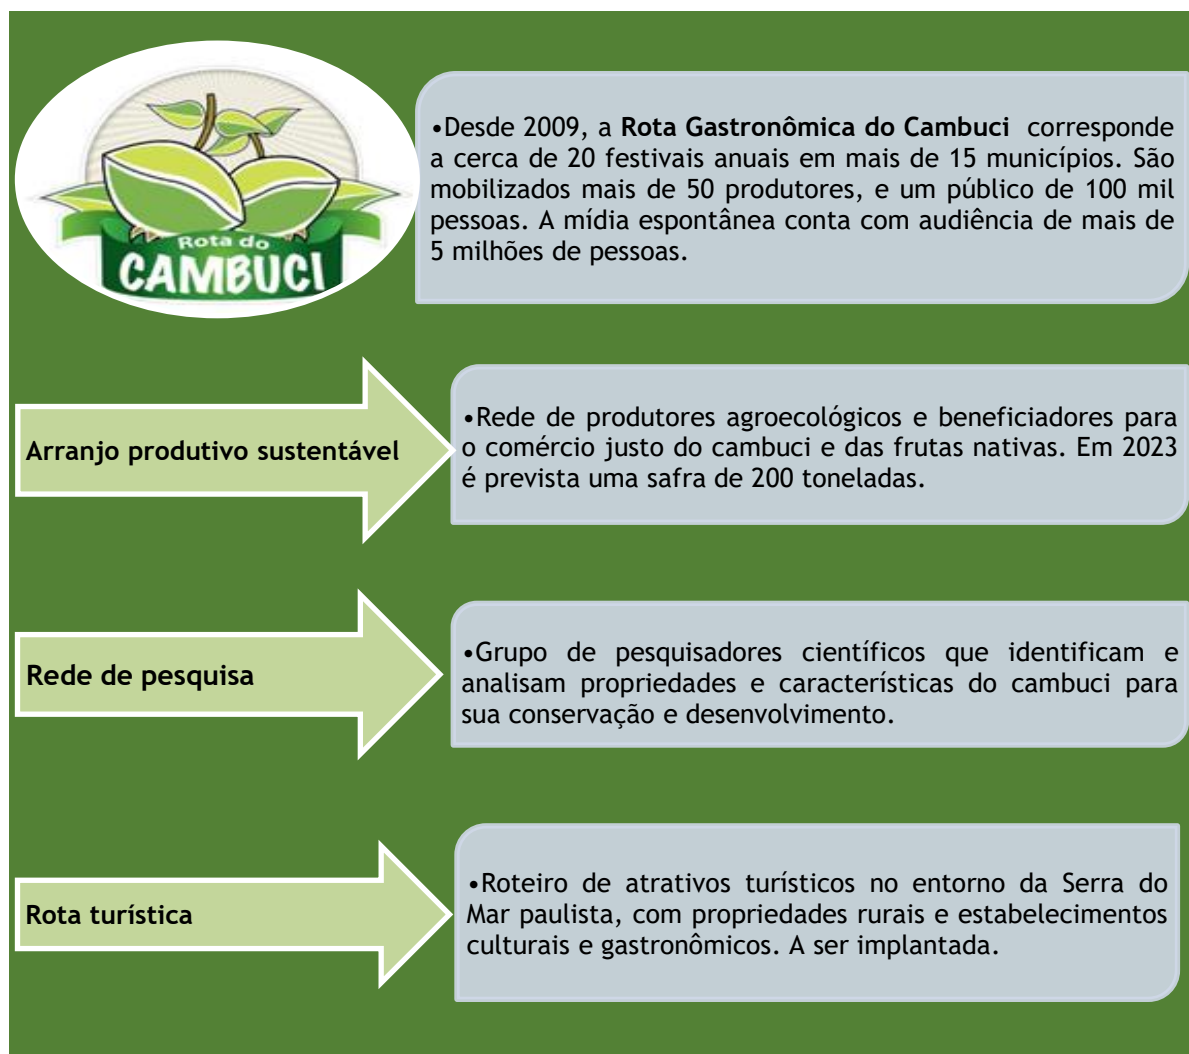 Rota do
CAMBUCI
•Desde 2009, a Rota Gastronômica do Cambuci corresponde
a cerca de 20 festivais anuais em mais de 15 municípios. São
mobilizados mais de 50 produtores, e um público de 100 mil
pessoas. A mídia espontânea conta com audiência de mais de
5 milhões de pessoas.
Arranjo produtivo sustentável
•Rede de produtores agroecológicos e beneficiadores para
o comércio justo do cambuci e das frutas nativas. Em 2023
é prevista uma safra de 200 toneladas.
Rede de pesquisa
•Grupo de pesquisadores científicos que identificam e
analisam propriedades e características do cambuci para
sua conservação e desenvolvimento.
Rota turística
•Roteiro de atrativos turísticos no entorno da Serra do
Mar paulista, com propriedades rurais e estabelecimentos
culturais e gastronômicos. A ser implantada.